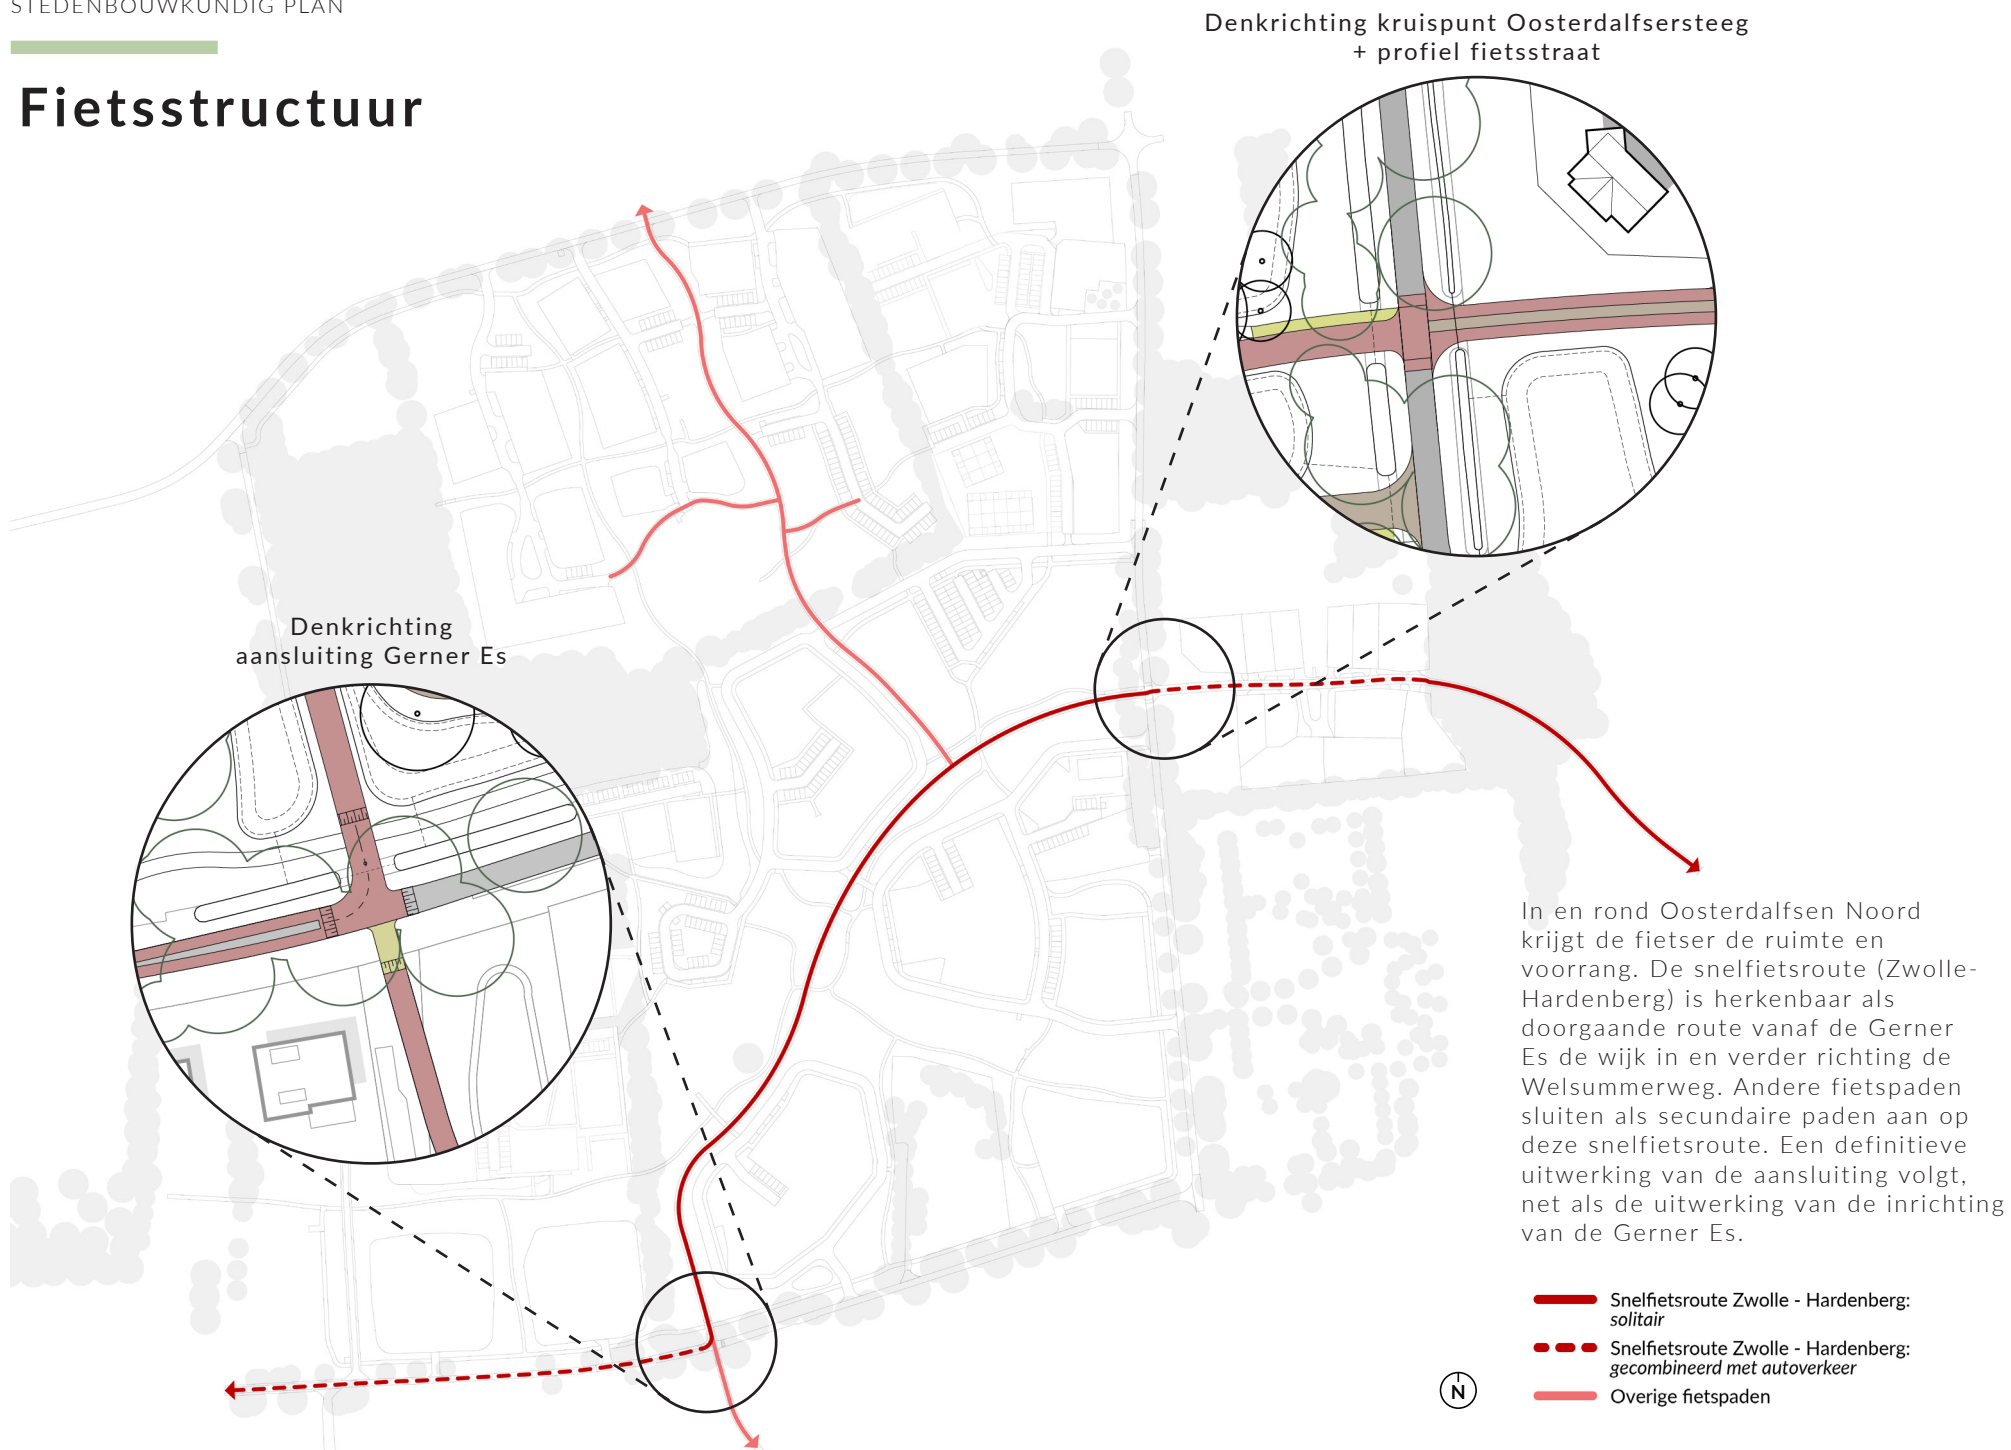 STEDENBOUWKUNDIG PLAN
Fietsstructuur
Denkrichting kruispunt Oosterdalfsersteeg
+ profiel fietsstraat
Denkrichting
aansluiting Gerner Es
In en rond Oosterdalfsen Noord
krijgt de fietser de ruimte en
voorrang. De snelfietsroute (Zwolle-
Hardenberg) is herkenbaar als
doorgaande route vanaf de Gerner
Es de wijk in en verder richting de
Welsummerweg. Andere fietspaden
sluiten als secundaire paden aan op
deze snelfietsroute. Een definitieve
uitwerking van de aansluiting volgt,
net als de uitwerking van de inrichting
van de Gerner Es.
Snelfietsroute Zwolle - Hardenberg:
solitair
Snelfietsroute Zwolle - Hardenberg:
gecombineerd met autoverkeer
Overige fietspaden
N